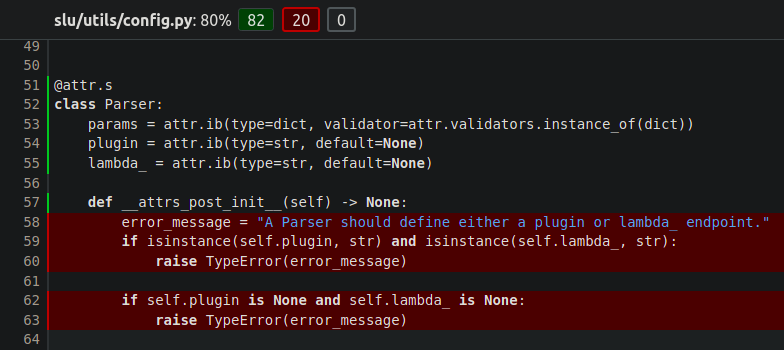 slu/utils/config.py: 80% 82 20 0
49
50
51 @attr.s
52 class Parser:
53     params = attr.ib(type=dict, validator=attr.validators.instance_of(dict))
54     plugin = attr.ib(type=str, default=None)
55     lambda_ = attr.ib(type=str, default=None)
56
57     def __attrs_post_init__(self) -> None:
58         error_message = "A Parser should define either a plugin or lambda_ endpoint."
59         if isinstance(self.plugin, str) and isinstance(self.lambda_, str):
60             raise TypeError(error_message)
61
62         if self.plugin is None and self.lambda_ is None:
63             raise TypeError(error_message)
64